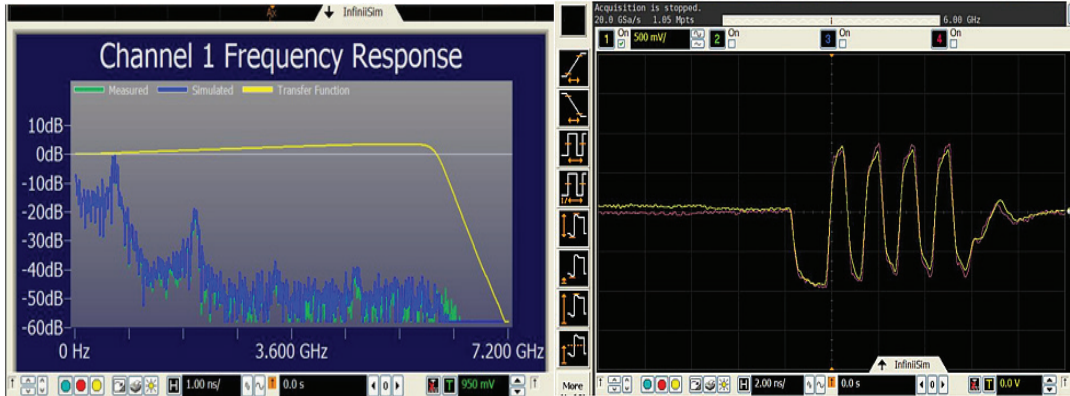 InfiniiSim
Channel 1 Frequency Response
Measured Simulated Transfer Function
10dB
0dB
-10dB
-20dB
-30dB
-40dB
-50dB
-60dB
0 Hz 3.600 GHz 7.200 GHz
H 1.00 ns/ 0.0 s 0 T 950 mV
More
Acquisition is stopped.
20.0 GSa/s 1.05 Mpts 6.00 GHz
1 On 500 mV/ 2 On 3 On 4 On
InfiniiSim
H 2.00 ns/ 0.0 s 0 T 0.0 V